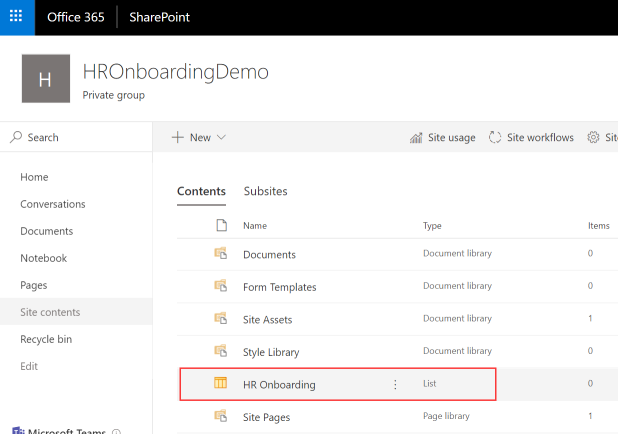 Office 365 SharePoint
H
HROnboardingDemo
Private group
Search
New
Site usage Site workflows
Home
Conversations
Documents
Notebook
Pages
Site contents
Recycle bin
Edit
Microsoft Teams
Contents Subsites
Name Type Items
Documents Document library 0
Form Templates Document library 0
Site Assets Document library 1
Style Library Document library 0
HR Onboarding List 0
Site Pages Page library 1